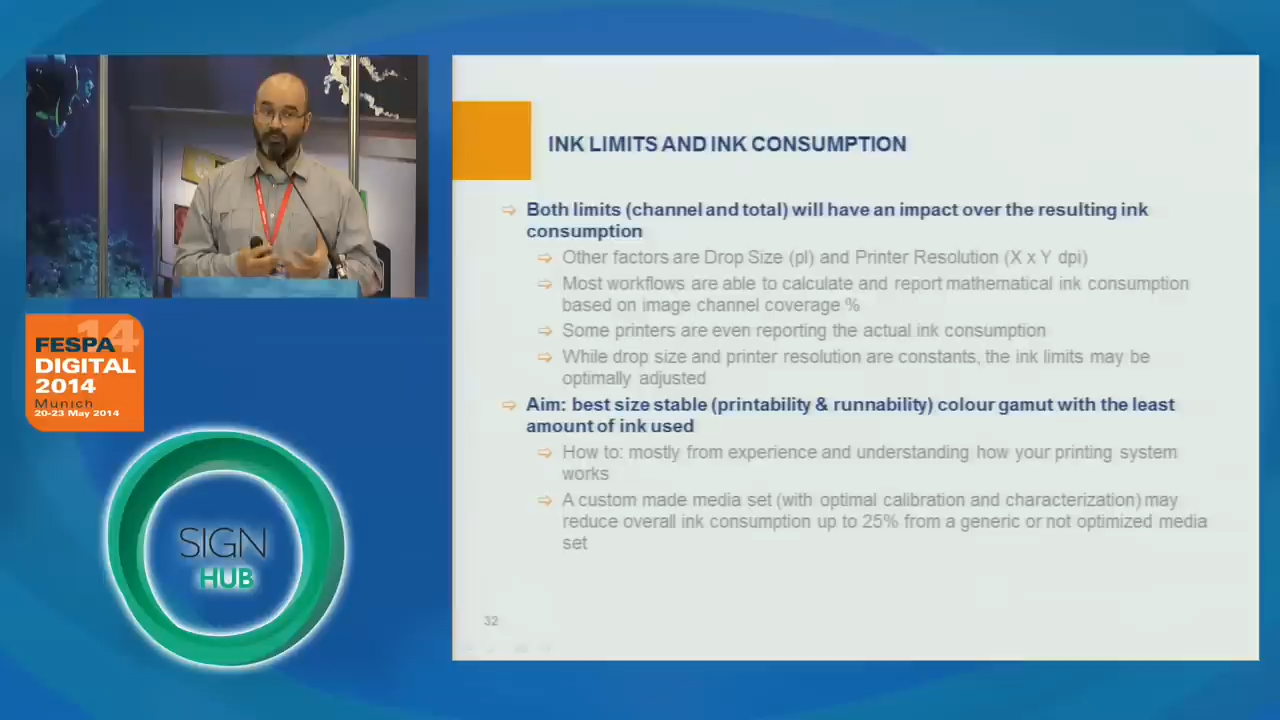 INK LIMITS AND INK CONSUMPTION
Both limits (channel and total) will have an impact over the resulting ink
consumption
Other factors are Drop Size (pl) and Printer Resolution (X x Y dpi)
Most workflows are able to calculate and report mathematical ink consumption
based on image channel coverage %
Some printers are even reporting the actual ink consumption
While drop size and printer resolution are constants, the ink limits may be
optimally adjusted
Aim: best size stable (printability & runnability) colour gamut with the least
amount of ink used
How to: mostly from experience and understanding how your printing system
works
A custom made media set (with optimal calibration and characterization) may
reduce overall ink consumption up to 25% from a generic or not optimized media
set
32
14
FESPA
DIGITAL
2014
Munich
20-23 May 2014
SIGN
HUB